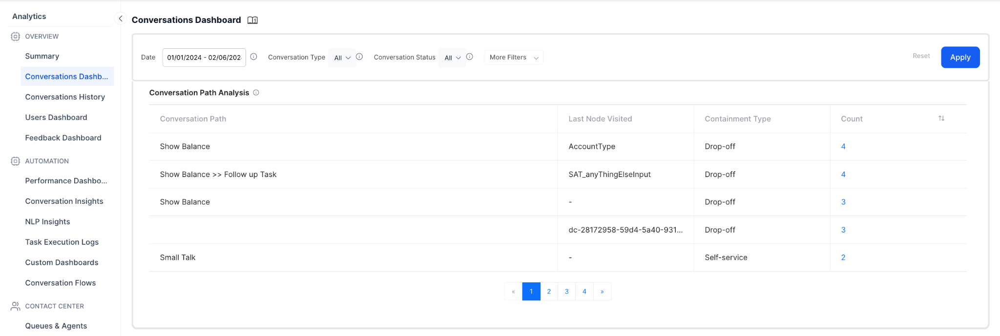 Analytics
OVERVIEW
Summary
Conversations Dashb...
Conversations History
Users Dashboard
Feedback Dashboard
AUTOMATION
Performance Dashbo...
Conversation Insights
NLP Insights
Task Execution Logs
Custom Dashboards
Conversation Flows
CONTACT CENTER
Queues & Agents
Conversations Dashboard
Date 01/01/2024 - 02/06/202 Conversation Type All Conversation Status All More Filters Reset Apply
Conversation Path Analysis
Conversation Path Last Node Visited Containment Type Count
Show Balance AccountType Drop-off 4
Show Balance >> Follow up Task SAT_anyThingElseInput Drop-off 4
Show Balance - Drop-off 3
dc-28172958-59d4-5a40-931... Drop-off 3
Small Talk - Self-service 2
« 1 2 3 4 »